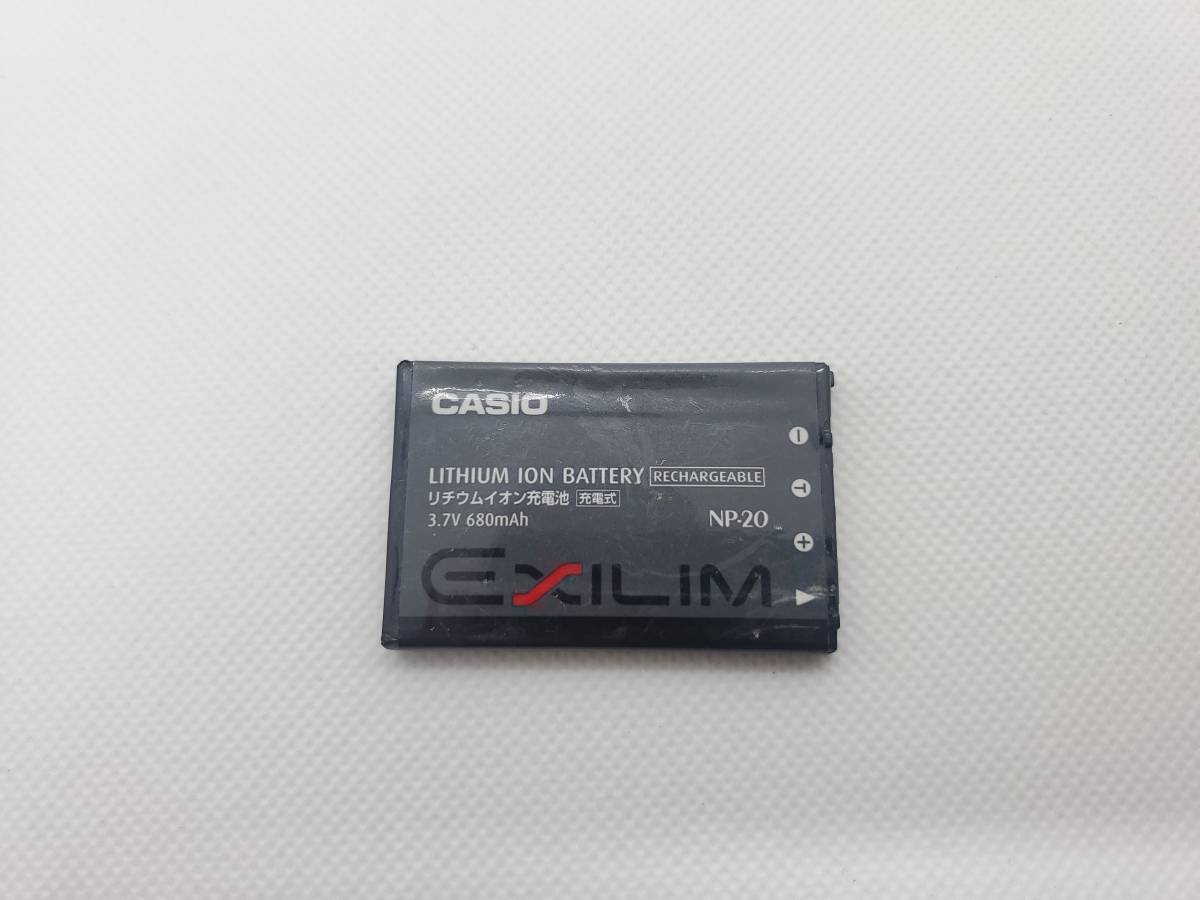 CASIO
LITHIUM ION BATTERY RECHARGEABLE
リチウムイオン充電池 充電式
3.7V 680mAh NP-20
EXILIM
− T +